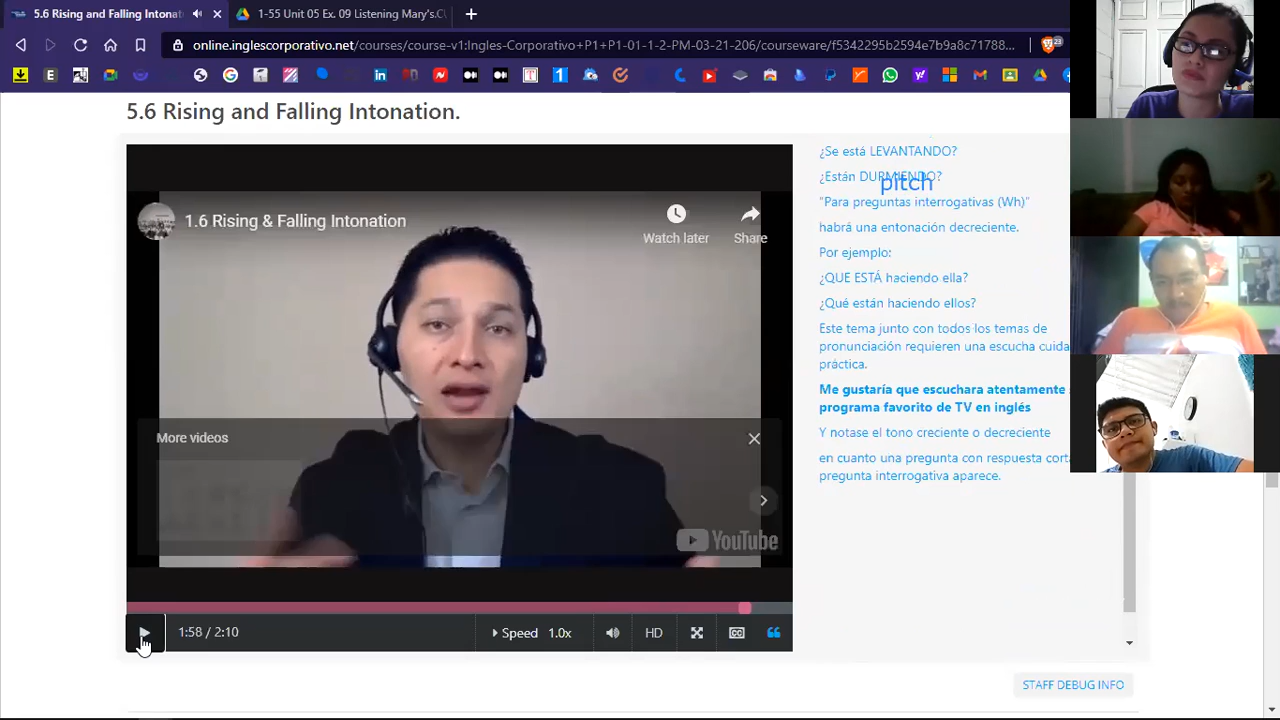 5.6 Rising and Falling Intonat
1-55 Unit 05 Ex. 09 Listening Mary's.C
online.inglescorporativo.net/courses/course-v1:Ingles-Corporativo+P1+P1-01-1-2-PM-03-21-206/courseware/f5342295b2594e7b9a8c71788...
23
5.6 Rising and Falling Intonation.
1.6 Rising & Falling Intonation
Watch later
Share
More videos
YouTube
1:58 / 2:10
Speed 1.0x
HD
¿Se está LEVANTANDO?
¿Están DURMIENDO?
pitch
"Para preguntas interrogativas (Wh)"
habrá una entonación decreciente.
Por ejemplo:
¿QUE ESTÁ haciendo ella?
¿Qué están haciendo ellos?
Este tema junto con todos los temas de
pronunciación requieren una escucha cuida
práctica.
Me gustaría que escuchara atentamente
programa favorito de TV en inglés
Y notase el tono creciente o decreciente
en cuanto una pregunta con respuesta cort
pregunta interrogativa aparece.
STAFF DEBUG INFO